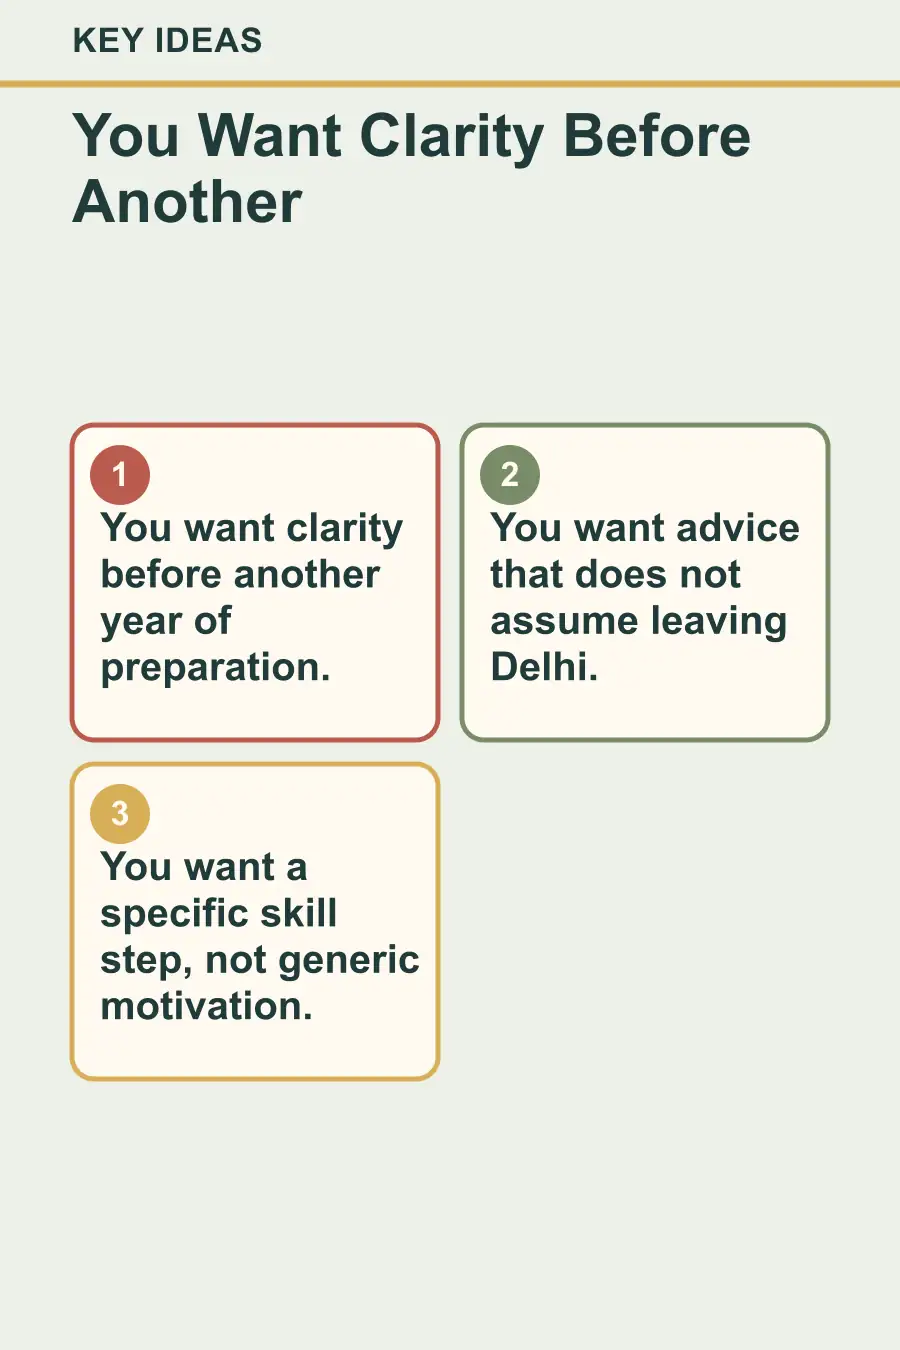 KEY IDEAS
You Want Clarity Before
Another
1
You want clarity
before another
year of
preparation.
2
You want advice
that does not
assume leaving
Delhi.
3
You want a
specific skill
step, not generic
motivation.